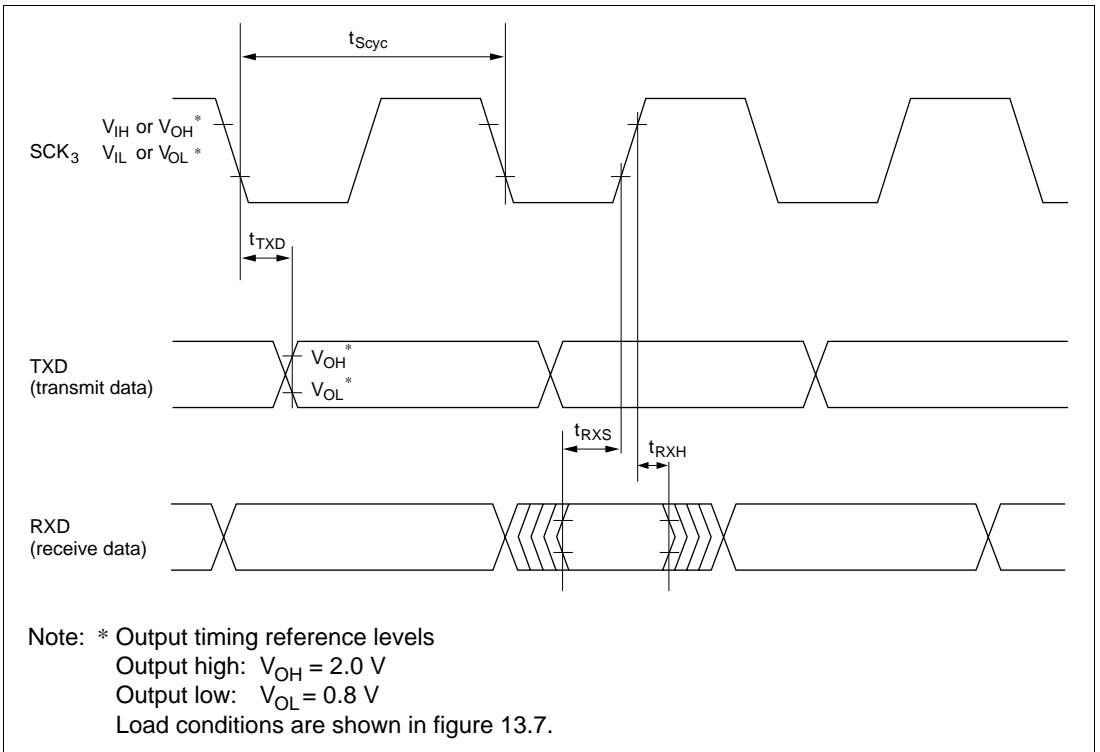 tScyc
VIH or VOH*
SCK3 VIL or VOL *
tTXD
TXD
(transmit data)
VOH*
VOL*
tRXS
tRXH
RXD
(receive data)
Note: * Output timing reference levels
Output high: VOH = 2.0 V
Output low: VOL = 0.8 V
Load conditions are shown in figure 13.7.